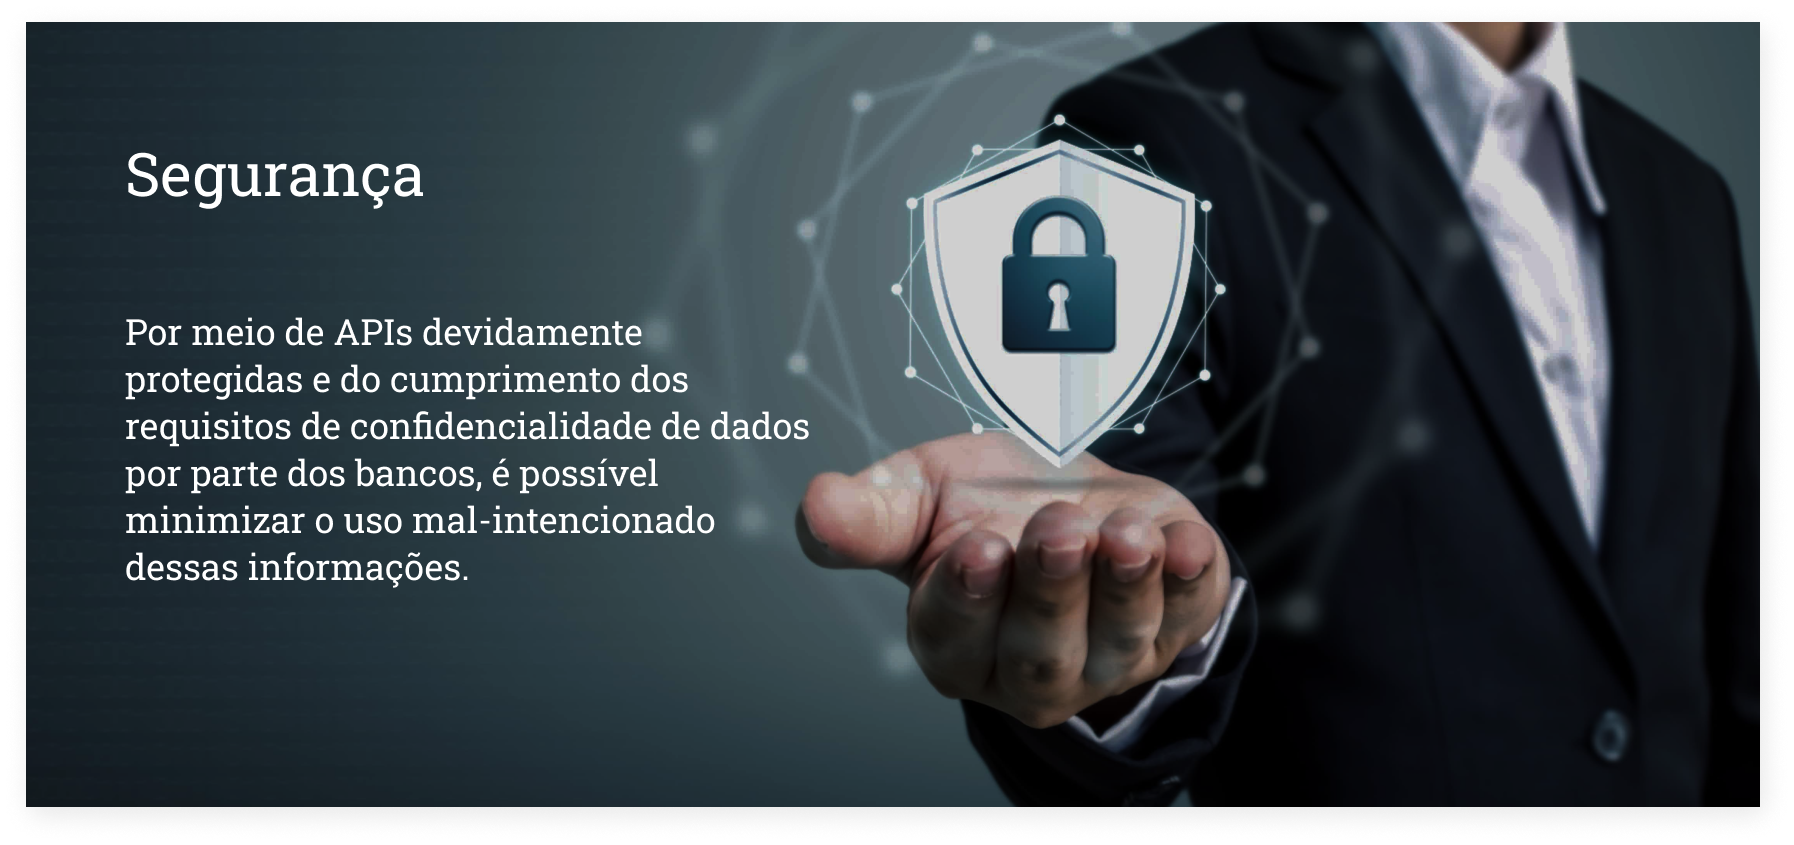 Segurança
Por meio de APIs devidamente
protegidas e do cumprimento dos
requisitos de confidencialidade de dados
por parte dos bancos, é possível
minimizar o uso mal-intencionado
dessas informações.